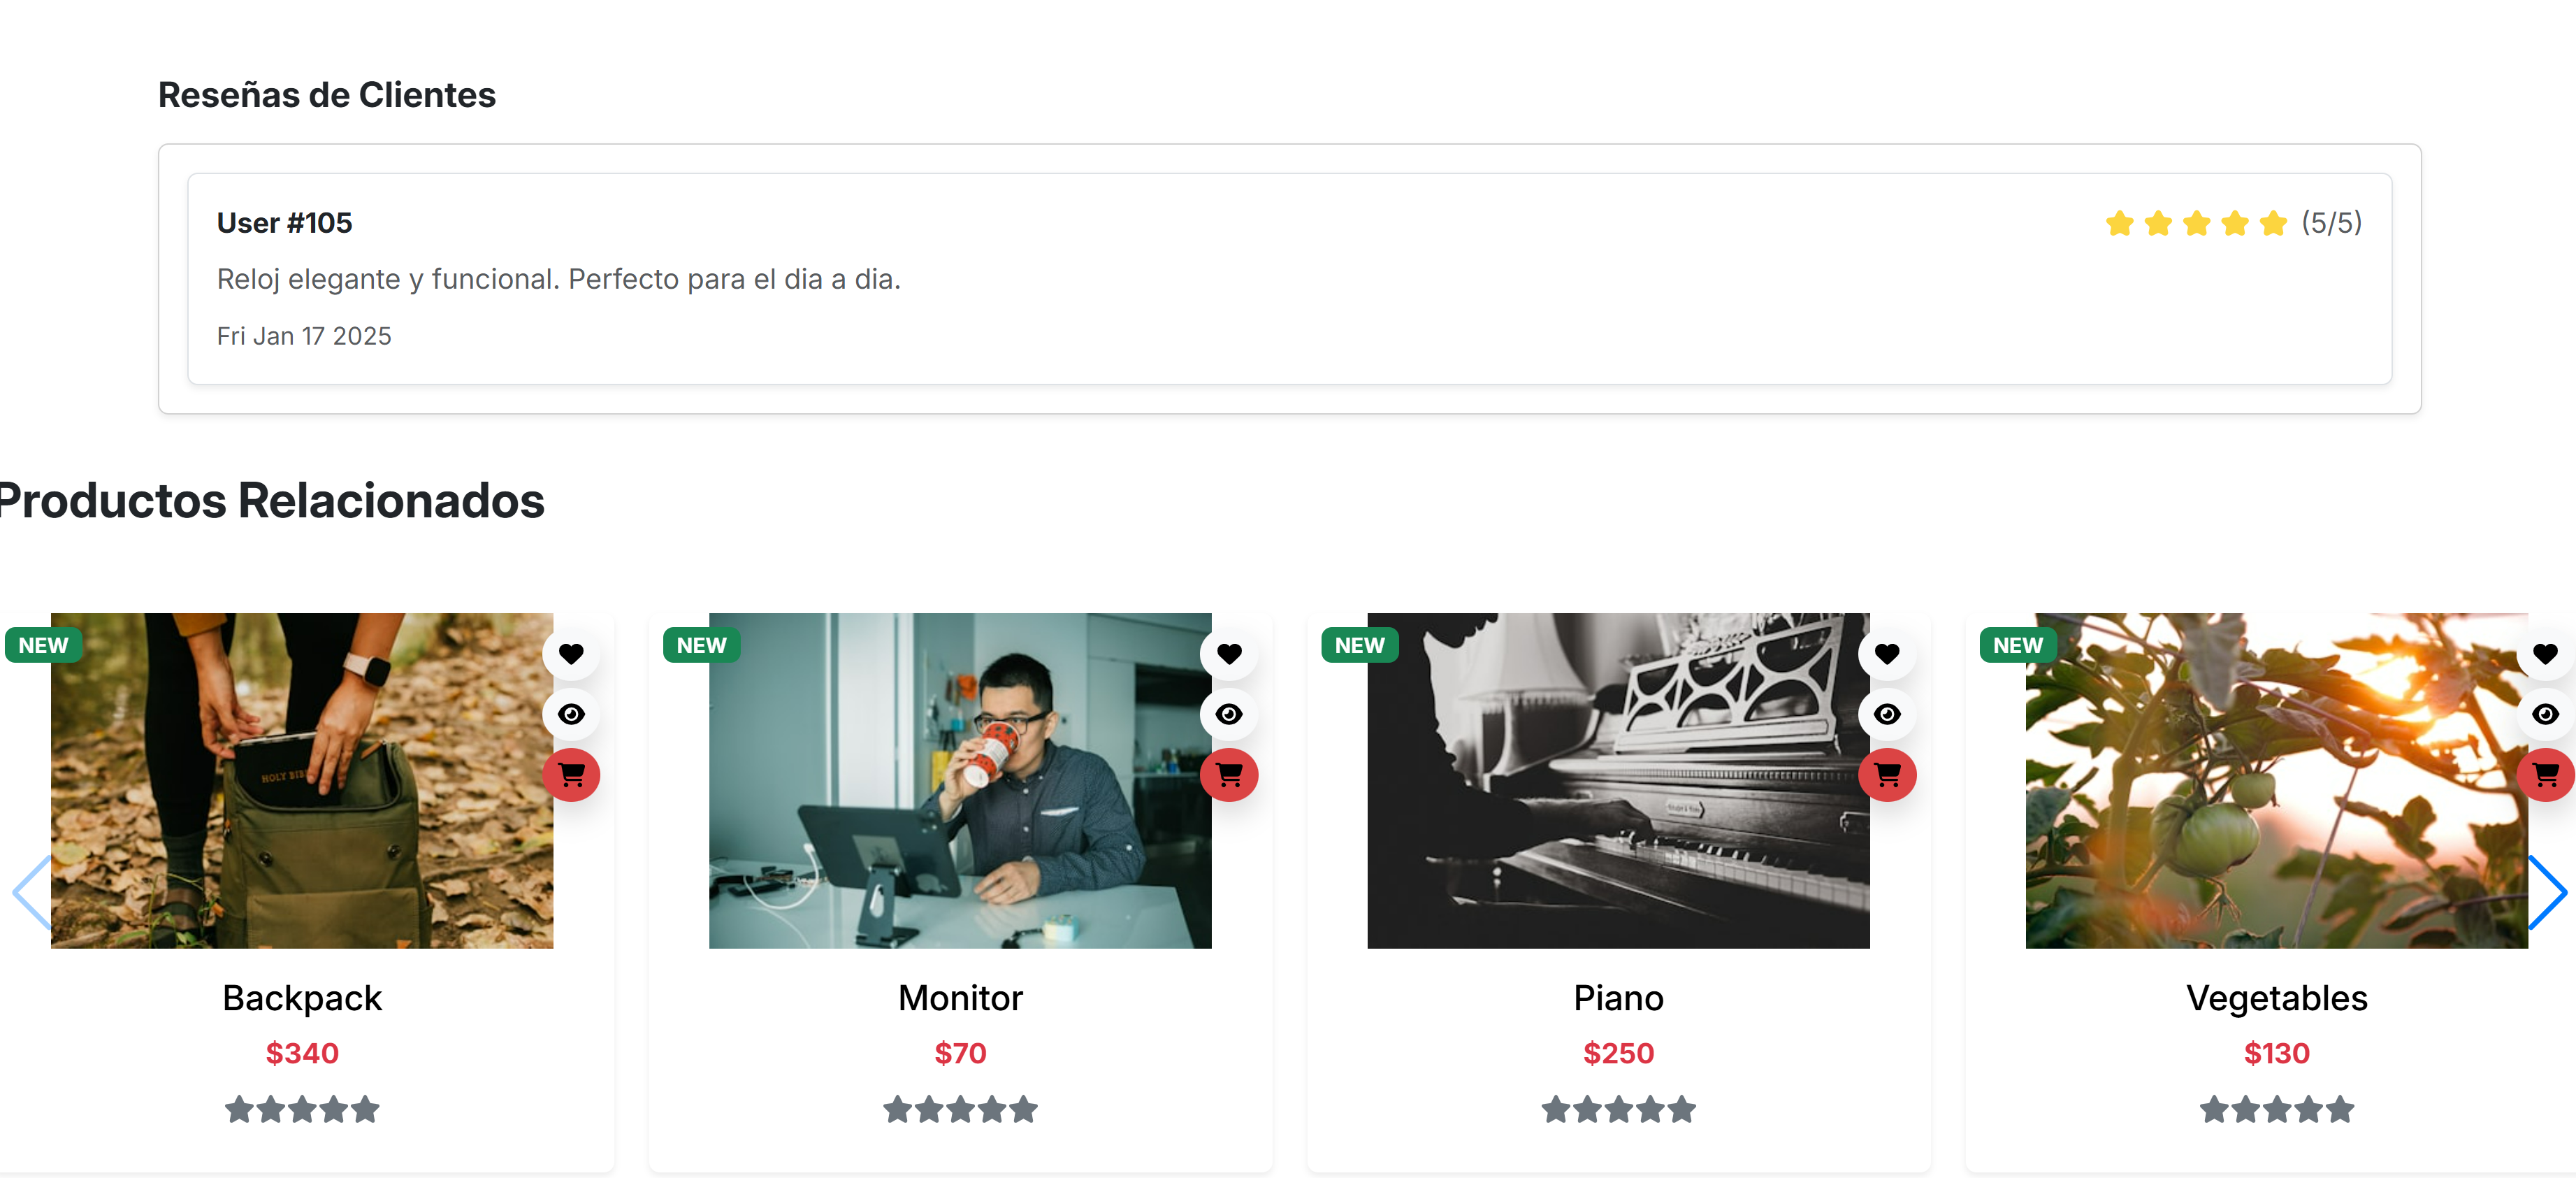 Reseñas de Clientes
User #105
(5/5)
Reloj elegante y funcional. Perfecto para el dia a dia.
Fri Jan 17 2025
Productos Relacionados
NEW
NEW
NEW
NEW
HOLY BIB
Backpack
Monitor
Piano
Vegetables
$340
$70
$250
$130